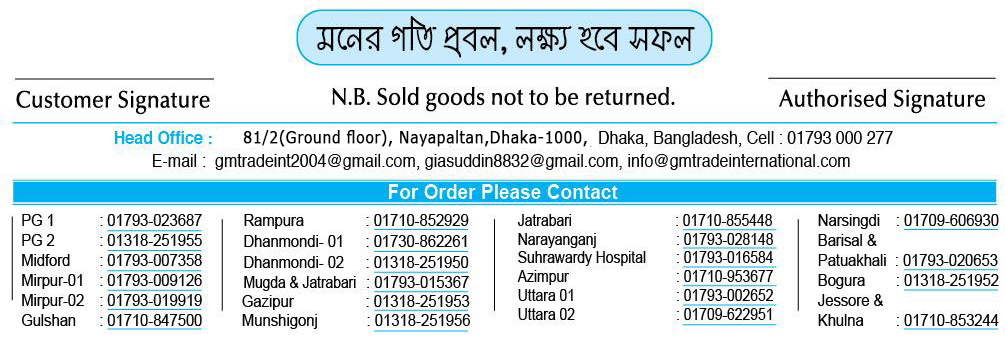 মনের গতি প্রবল, লক্ষ্য হবে সফল
Customer Signature
N.B. Sold goods not to be returned.
Authorised Signature
Head Office : 81/2(Ground floor), Nayapaltan,Dhaka-1000, Dhaka, Bangladesh, Cell : 01793 000 277
E-mail : gmtradeint2004@gmail.com, giasuddin8832@gmail.com, info@gmtradeinternational.com
For Order Please Contact
PG 1 : 01793-023687
PG 2 : 01318-251955
Midford : 01793-007358
Mirpur-01 : 01793-009126
Mirpur-02 : 01793-019919
Gulshan : 01710-847500
Rampura : 01710-852929
Dhanmondi- 01 : 01730-862261
Dhanmondi- 02 : 01318-251950
Mugda & Jatrabari : 01793-015367
Gazipur : 01318-251953
Munshigonj : 01318-251956
Jatrabari : 01710-855448
Narayanganj : 01793-028148
Suhrawardy Hospital : 01793-016584
Azimpur : 01710-953677
Uttara 01 : 01793-002652
Uttara 02 : 01709-622951
Narsingdi : 01709-606930
Barisal &
Patuakhali : 01793-020653
Bogura : 01318-251952
Jessore &
Khulna : 01710-853244